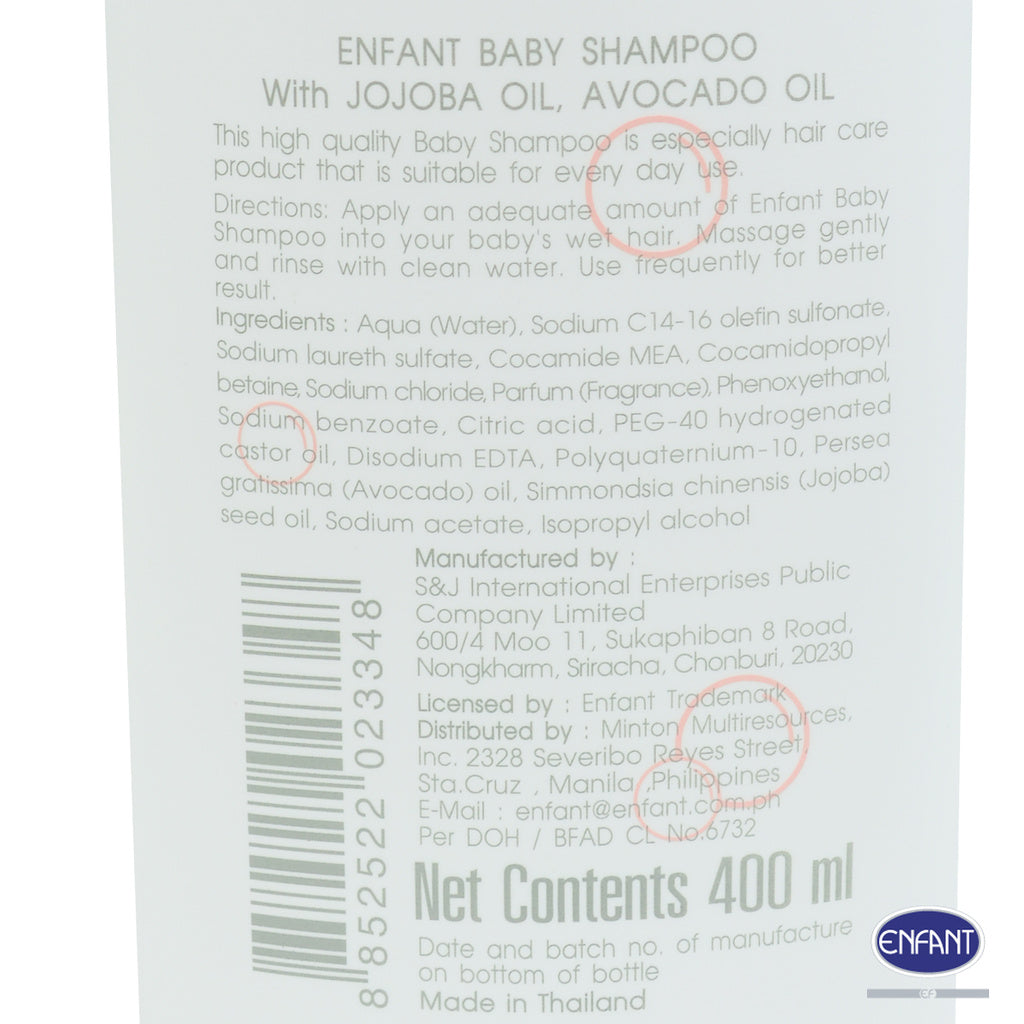 ENFANT BABY SHAMPOO
With JOJOBA OIL, AVOCADO OIL
This high quality Baby Shampoo is especially hair care
product that is suitable for every day use.
Directions: Apply an adequate amount of Enfant Baby
Shampoo into your baby's wet hair. Massage gently
and rinse with clean water. Use frequently for better
result.
Ingredients : Aqua (Water), Sodium C14-16 olefin sulfonate,
Sodium laureth sulfate, Cocamide MEA, Cocamidopropyl
betaine, Sodium chloride, Parfum (Fragrance), Phenoxyethanol,
Sodium benzoate, Citric acid, PEG-40 hydrogenated
castor oil, Disodium EDTA, Polyquaternium-10, Persea
gratissima (Avocado) oil, Simmondsia chinensis (Jojoba)
seed oil, Sodium acetate, Isopropyl alcohol
Manufactured by :
S&J International Enterprises Public
Company Limited
600/4 Moo 11, Sukaphiban 8 Road,
Nongkharm, Sriracha, Chonburi, 20230
Licensed by : Enfant Trademark
Distributed by : Minton Multiresources,
Inc. 2328 Severibo Reyes Street,
Sta.Cruz , Manila ,Philippines
E-Mail : enfant@enfant.com.ph
Per DOH / BFAD CL No.6732
Net Contents 400 ml
Date and batch no. of manufacture
on bottom of bottle
Made in Thailand
8 852522 023348
ENFANT